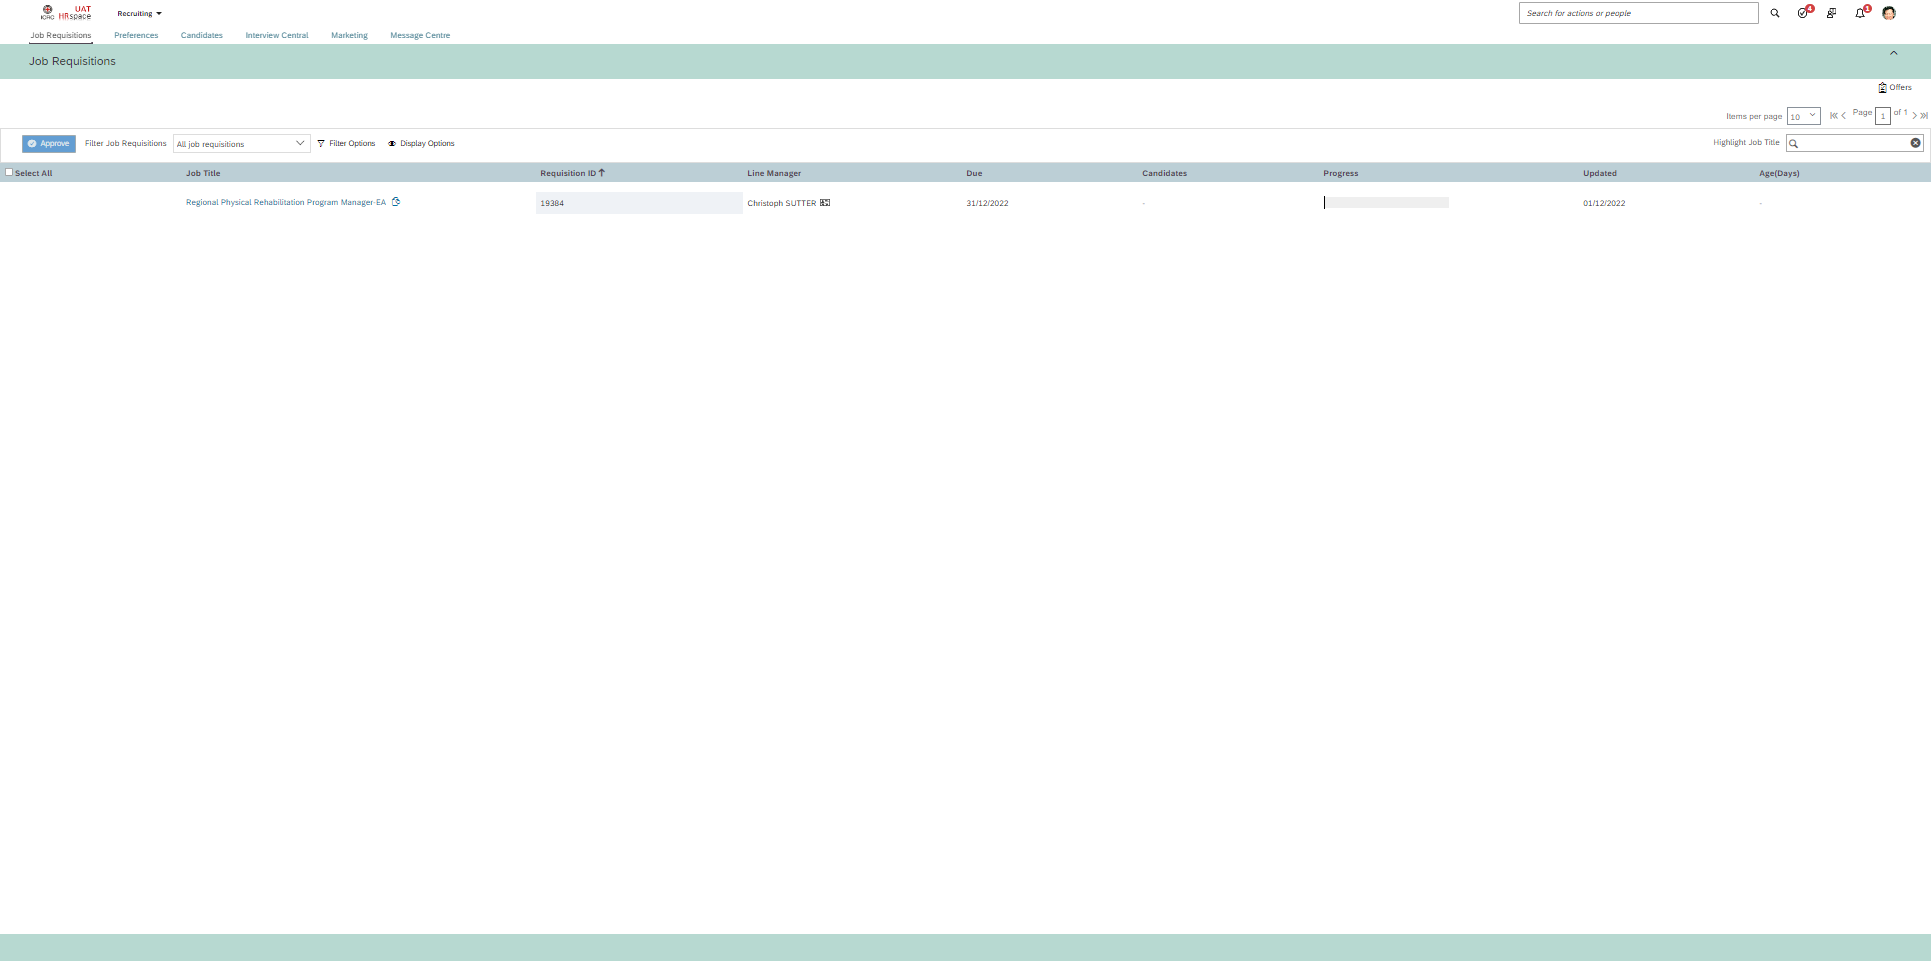 UAT
ICRC HRspace
Recruiting
Search for actions or people
4
1
Job Requisitions Preferences Candidates Interview Central Marketing Message Centre
Job Requisitions
Offers
Items per page 10 Page 1 of 1
Approve Filter Job Requisitions All job requisitions Filter Options Display Options Highlight Job Title
Select All Job Title Requisition ID Line Manager Due Candidates Progress Updated Age(Days)
Regional Physical Rehabilitation Program Manager-EA 19384 Christoph SUTTER 31/12/2022 - 01/12/2022 -